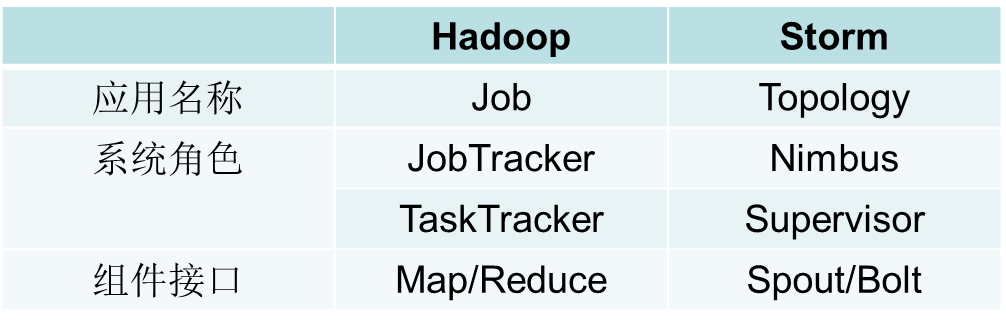 Hadoop Storm
应用名称 Job Topology
系统角色 JobTracker Nimbus
TaskTracker Supervisor
组件接口 Map/Reduce Spout/Bolt